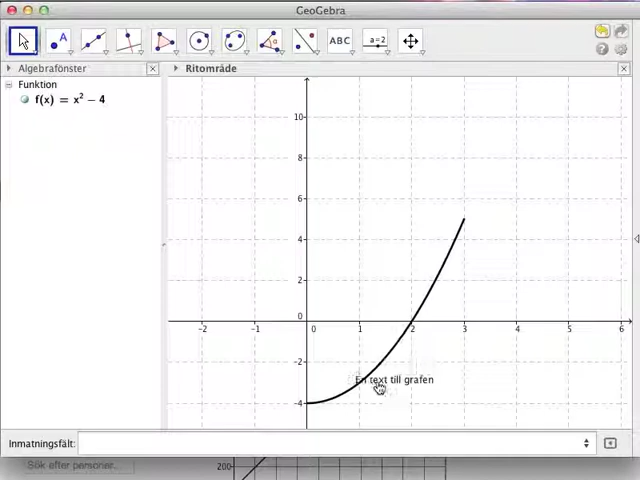 GeoGebra
A
ABC
a=2
Algebrafönster
Ritområde
Funktion
f(x) = x² − 4
10
8
6
4
2
0
-2
-4
-2
-1
0
1
2
3
4
5
6
En text till grafen
Inmatningsfält:
Sök efter personer...
200